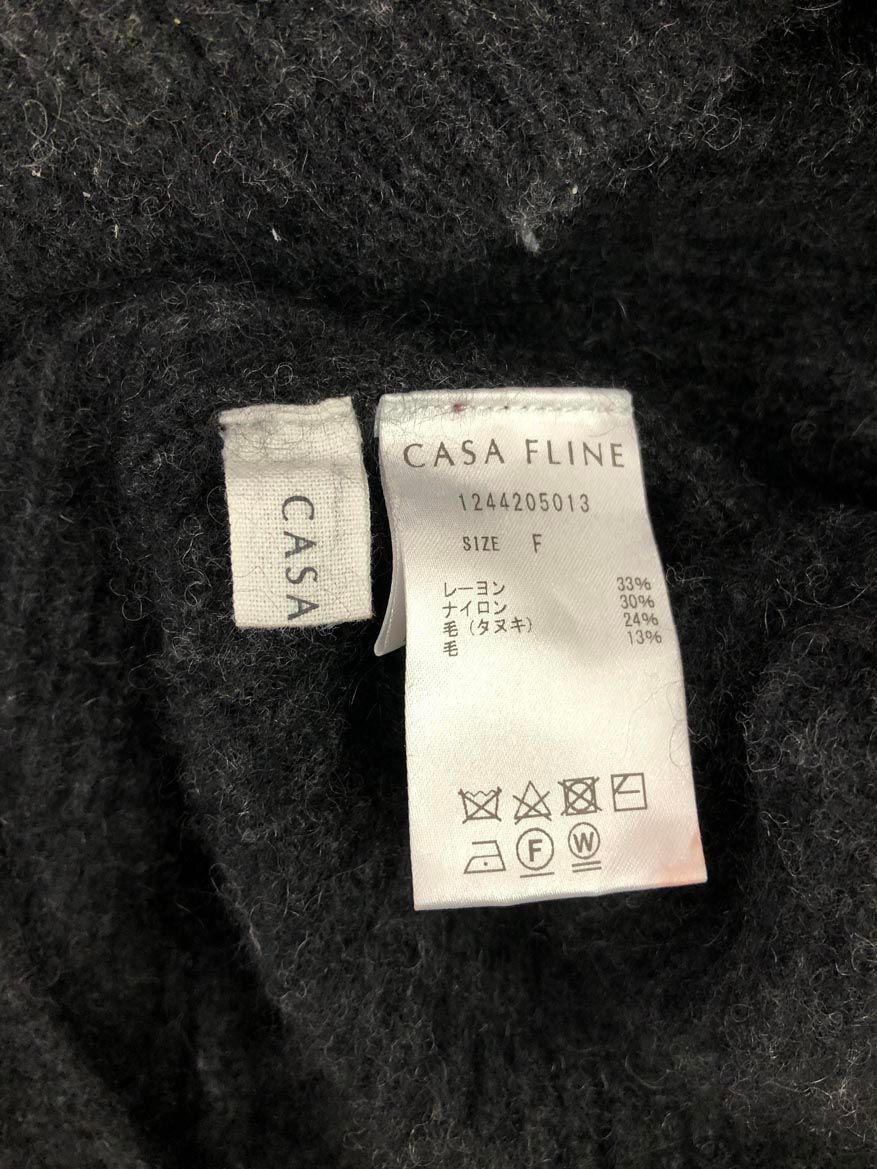 CASA
CASA FLINE
1244205013
SIZE F
レーヨン 33%
ナイロン 30%
毛(タヌキ) 24%
毛 13%
F
W